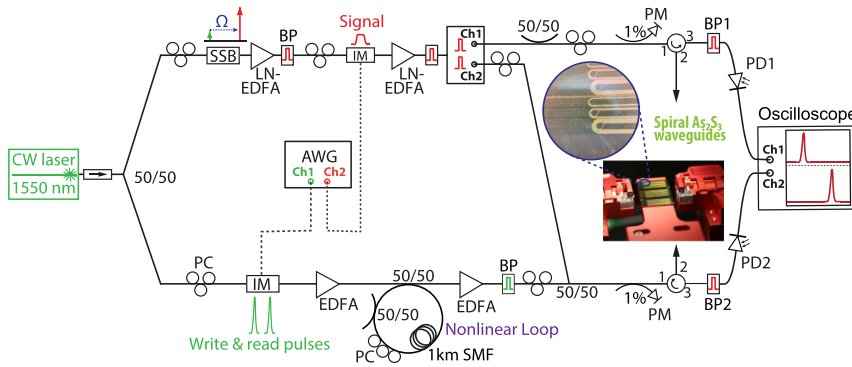 Ω
SSB
LN-
EDFA
BP
Signal
IM
LN-
EDFA
Ch1
Ch2
50/50
1%
PM
1
2
3
BP1
PD1
Spiral As₂S₃
waveguides
Oscilloscope
Ch1
Ch2
CW laser
1550 nm
50/50
AWG
Ch1
Ch2
PC
IM
Write & read pulses
EDFA
50/50
50/50
PC
1km SMF
Nonlinear Loop
EDFA
BP
50/50
1%
PM
1
2
3
BP2
PD2